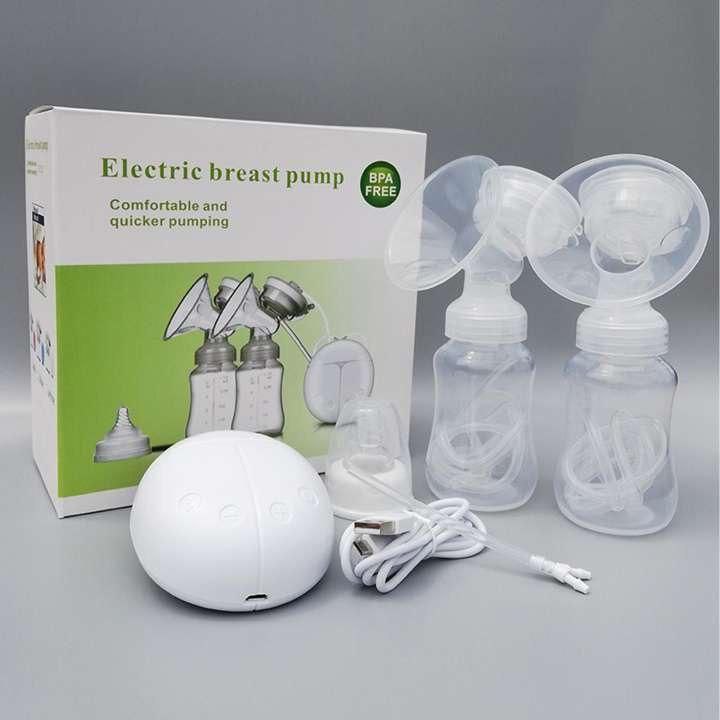 Electric breast pump
BPA
FREE
Comfortable and
quicker pumping